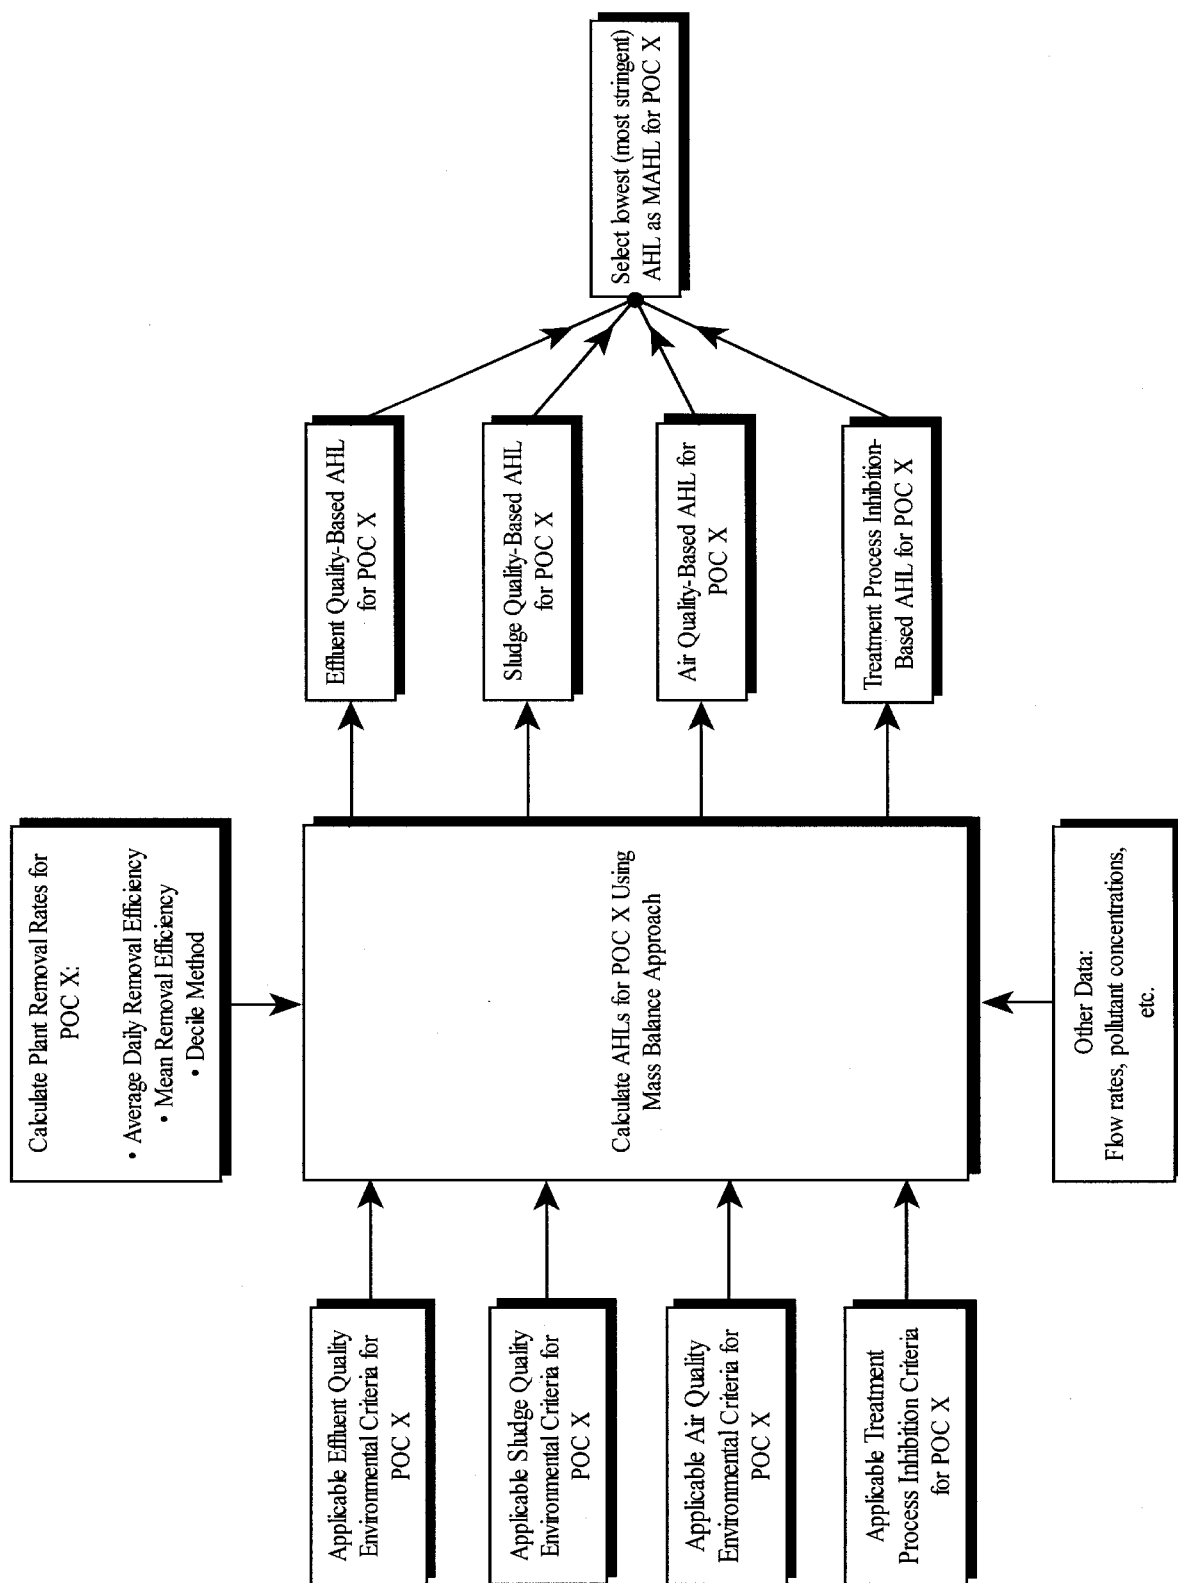 Calculate Plant Removal Rates for
POC X:
• Average Daily Removal Efficiency
• Mean Removal Efficiency
• Decile Method
Applicable Effluent Quality
Environmental Criteria for
POC X
Applicable Sludge Quality
Environmental Criteria for
POC X
Applicable Air Quality
Environmental Criteria for
POC X
Applicable Treatment
Process Inhibition Criteria
for POC X
Calculate AHLs for POC X Using
Mass Balance Approach
Other Data:
Flow rates, pollutant concentrations,
etc.
Effluent Quality-Based AHL
for POC X
Sludge Quality-Based AHL
for POC X
Air Quality-Based AHL for
POC X
Treatment Process Inhibition-
Based AHL for POC X
Select lowest (most stringent)
AHL as MAHL for POC X